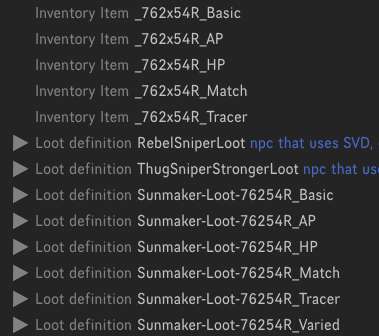 Inventory Item _762x54R_Basic
Inventory Item _762x54R_AP
Inventory Item _762x54R_HP
Inventory Item _762x54R_Match
Inventory Item _762x54R_Tracer
Loot definition RebelSniperLoot npc that uses SVD,
Loot definition ThugSniperStrongerLoot npc that use
Loot definition Sunmaker-Loot-76254R_Basic
Loot definition Sunmaker-Loot-76254R_AP
Loot definition Sunmaker-Loot-76254R_HP
Loot definition Sunmaker-Loot-76254R_Match
Loot definition Sunmaker-Loot-76254R_Tracer
Loot definition Sunmaker-Loot-76254R_Varied